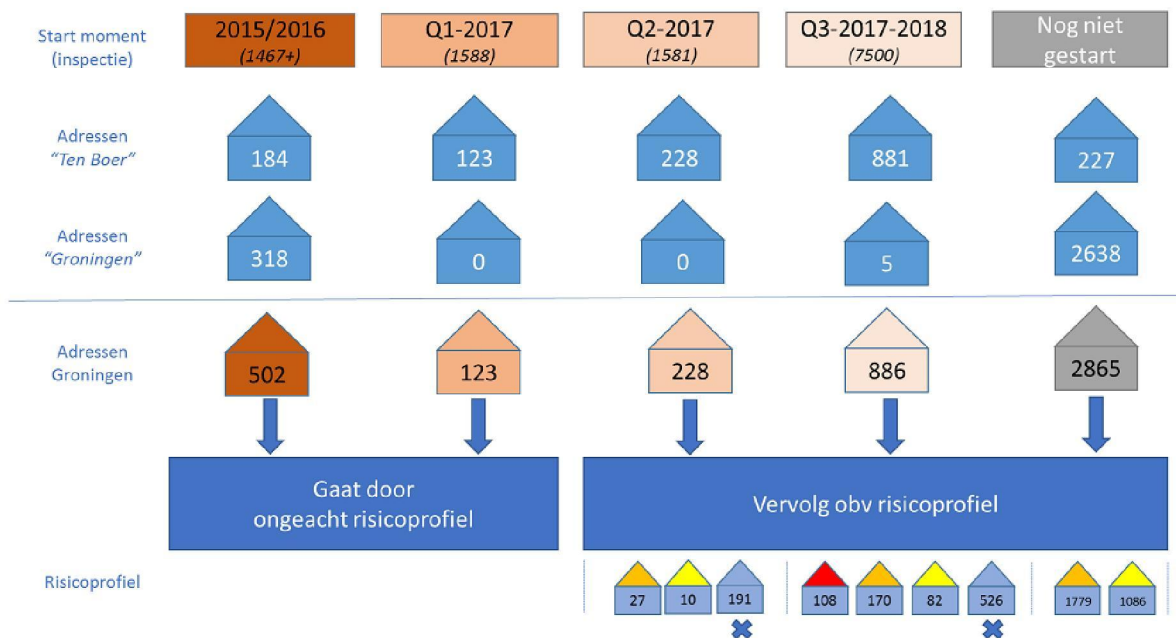 Start moment
(inspectie)
2015/2016
(1467+)
Q1-2017
(1588)
Q2-2017
(1581)
Q3-2017-2018
(7500)
Nog niet
gestart
Adressen
"Ten Boer"
184
123
228
881
227
Adressen
"Groningen"
318
0
0
5
2638
Adressen
Groningen
502
123
228
886
2865
Gaat door
ongeacht risicoprofiel
Vervolg obv risicoprofiel
Risicoprofiel
27
10
191
108
170
82
526
1779
1086